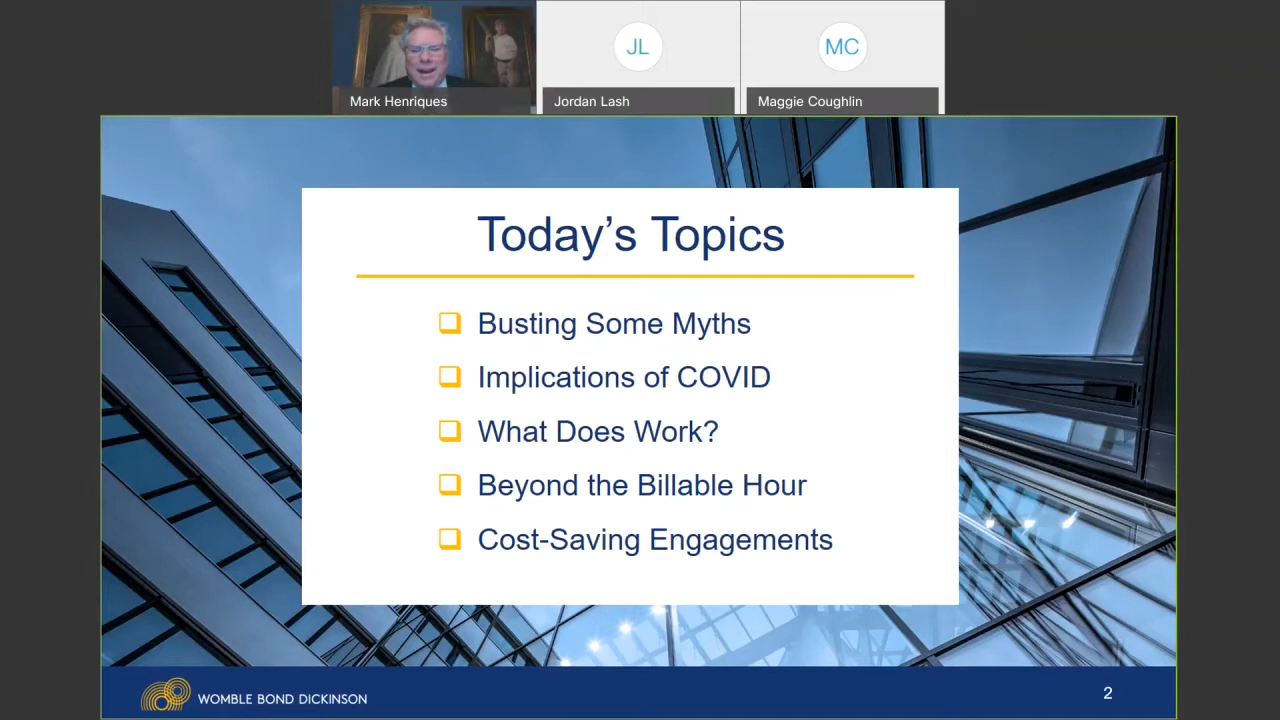 JL
MC
Mark Henriques
Jordan Lash
Maggie Coughlin
Today’s Topics
Busting Some Myths
Implications of COVID
What Does Work?
Beyond the Billable Hour
Cost-Saving Engagements
WOMBLE BOND DICKINSON
2